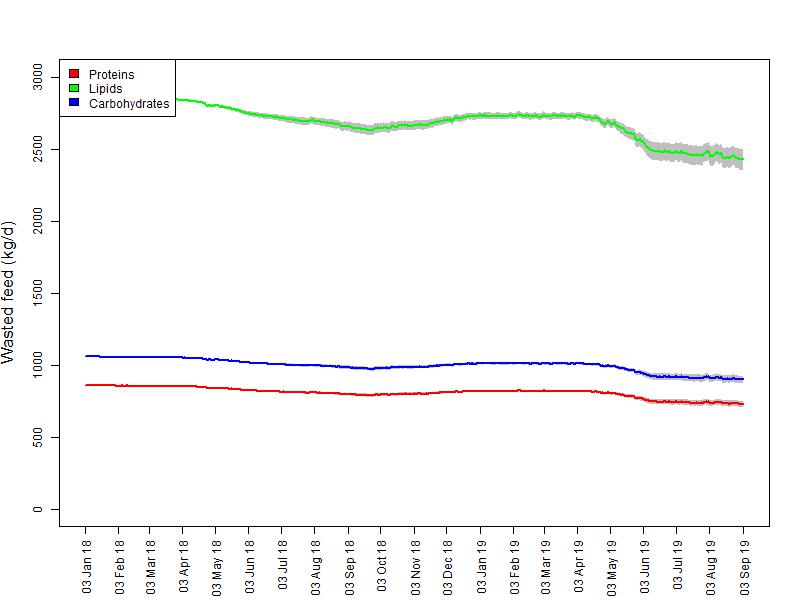 Proteins
Lipids
Carbohydrates
Wasted feed (kg/d)
3000
2500
2000
1500
1000
500
0
03 Jan 18
03 Feb 18
03 Mar 18
03 Apr 18
03 May 18
03 Jun 18
03 Jul 18
03 Aug 18
03 Sep 18
03 Oct 18
03 Nov 18
03 Dec 18
03 Jan 19
03 Feb 19
03 Mar 19
03 Apr 19
03 May 19
03 Jun 19
03 Jul 19
03 Aug 19
03 Sep 19